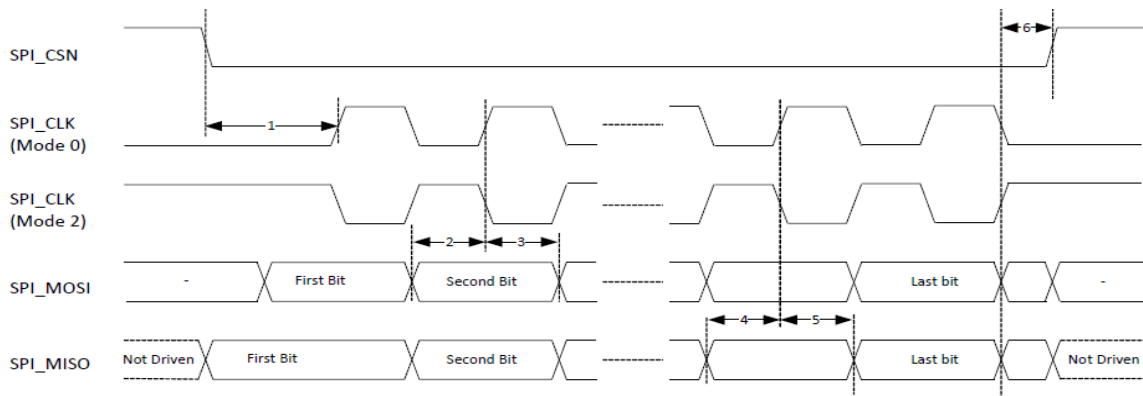 SPI_CSN
6
SPI_CLK
(Mode 0)
1
SPI_CLK
(Mode 2)
2
3
SPI_MOSI
-
First Bit
Second Bit
Last bit
-
4
5
SPI_MISO
Not Driven
First Bit
Second Bit
Last bit
Not Driven